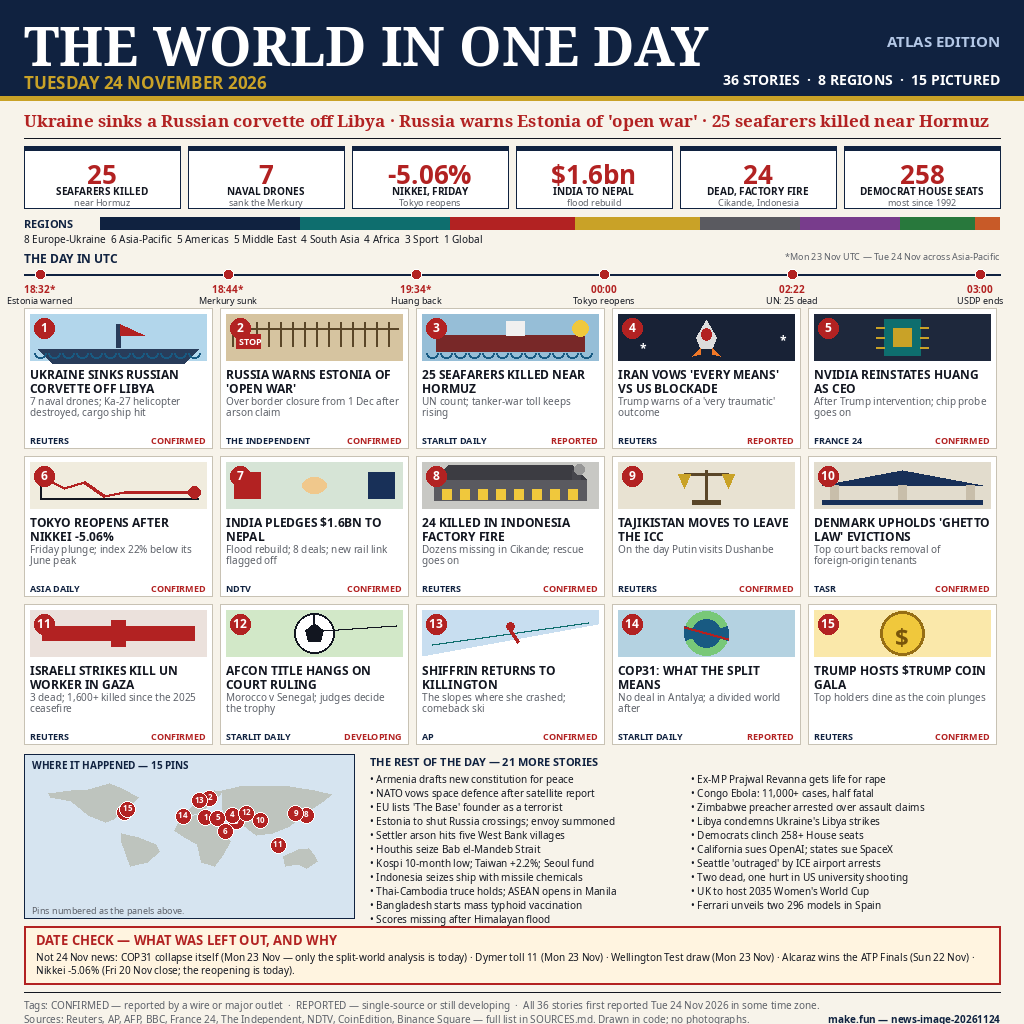 THE WORLD IN ONE DAY
ATLAS EDITION
TUESDAY 24 NOVEMBER 2026
36 STORIES · 8 REGIONS · 15 PICTURED
Ukraine sinks a Russian corvette off Libya · Russia warns Estonia of 'open war' · 25 seafarers killed near Hormuz
25
SEAFARERS KILLED
near Hormuz
7
NAVAL DRONES
sank the Merkury
-5.06%
NIKKEI, FRIDAY
Tokyo reopens
$1.6bn
INDIA TO NEPAL
flood rebuild
24
DEAD, FACTORY FIRE
Cikande, Indonesia
258
DEMOCRAT HOUSE SEATS
most since 1992
REGIONS
8 Europe-Ukraine 6 Asia-Pacific 5 Americas 5 Middle East 4 South Asia 4 Africa 3 Sport 1 Global
THE DAY IN UTC
*Mon 23 Nov UTC — Tue 24 Nov across Asia-Pacific
18:32*
Estonia warned
18:44*
Merkury sunk
19:34*
Huang back
00:00
Tokyo reopens
02:22
UN: 25 dead
03:00
USDP ends
1
UKRAINE SINKS RUSSIAN
CORVETTE OFF LIBYA
7 naval drones; Ka-27 helicopter
destroyed, cargo ship hit
REUTERS CONFIRMED
2
STOP
RUSSIA WARNS ESTONIA OF
'OPEN WAR'
Over border closure from 1 Dec after
arson claim
THE INDEPENDENT CONFIRMED
3
25 SEAFARERS KILLED NEAR
HORMUZ
UN count; tanker-war toll keeps
rising
STARLIT DAILY REPORTED
4
IRAN VOWS 'EVERY MEANS'
VS US BLOCKADE
Trump warns of a 'very traumatic'
outcome
REUTERS REPORTED
5
NVIDIA REINSTATES HUANG
AS CEO
After Trump intervention; chip probe
goes on
FRANCE 24 CONFIRMED
6
TOKYO REOPENS AFTER
NIKKEI -5.06%
Friday plunge; index 22% below its
June peak
ASIA DAILY CONFIRMED
7
INDIA PLEDGES $1.6BN TO
NEPAL
Flood rebuild; 8 deals; new rail link
flagged off
NDTV CONFIRMED
8
24 KILLED IN INDONESIA
FACTORY FIRE
Dozens missing in Cikande; rescue
goes on
REUTERS CONFIRMED
9
TAJIKISTAN MOVES TO LEAVE
THE ICC
On the day Putin visits Dushanbe
REUTERS CONFIRMED
10
DENMARK UPHOLDS 'GHETTO
LAW' EVICTIONS
Top court backs removal of
foreign-origin tenants
TASR CONFIRMED
11
ISRAELI STRIKES KILL UN
WORKER IN GAZA
3 dead; 1,600+ killed since the 2025
ceasefire
REUTERS CONFIRMED
12
AFCON TITLE HANGS ON
COURT RULING
Morocco v Senegal; judges decide
the trophy
STARLIT DAILY DEVELOPING
13
SHIFFRIN RETURNS TO
KILLINGTON
The slopes where she crashed;
comeback ski
AP CONFIRMED
14
COP31: WHAT THE SPLIT
MEANS
No deal in Antalya; a divided world
after
STARLIT DAILY REPORTED
15
$
TRUMP HOSTS $TRUMP COIN
GALA
Top holders dine as the coin plunges
REUTERS CONFIRMED
WHERE IT HAPPENED — 15 PINS
15
14
13
2
1
5
4
6
12
10
9
8
11
Pins numbered as the panels above.
THE REST OF THE DAY — 21 MORE STORIES
• Armenia drafts new constitution for peace
• NATO vows space defence after satellite report
• EU lists 'The Base' founder as a terrorist
• Estonia to shut Russia crossings; envoy summoned
• Settler arson hits five West Bank villages
• Houthis seize Bab el-Mandeb Strait
• Kospi 10-month low; Taiwan +2.2%; Seoul fund
• Indonesia seizes ship with missile chemicals
• Thai-Cambodia truce holds; ASEAN opens in Manila
• Bangladesh starts mass typhoid vaccination
• Scores missing after Himalayan flood
• Ex-MP Prajwal Revanna gets life for rape
• Congo Ebola: 11,000+ cases, half fatal
• Zimbabwe preacher arrested over assault claims
• Libya condemns Ukraine's Libya strikes
• Democrats clinch 258+ House seats
• California sues OpenAI; states sue SpaceX
• Seattle 'outraged' by ICE airport arrests
• Two dead, one hurt in US university shooting
• UK to host 2035 Women's World Cup
• Ferrari unveils two 296 models in Spain
DATE CHECK — WHAT WAS LEFT OUT, AND WHY
Not 24 Nov news: COP31 collapse itself (Mon 23 Nov — only the split-world analysis is today) · Dymer toll 11 (Mon 23 Nov) · Wellington Test draw (Mon 23 Nov) · Alcaraz wins the ATP Finals (Sun 22 Nov) ·
Nikkei -5.06% (Fri 20 Nov close; the reopening is today).
Tags: CONFIRMED — reported by a wire or major outlet · REPORTED — single-source or still developing · All 36 stories first reported Tue 24 Nov 2026 in some time zone.
Sources: Reuters, AP, AFP, BBC, France 24, The Independent, NDTV, CoinEdition, Binance Square — full list in SOURCES.md. Drawn in code; no photographs.
make.fun — news-image-20261124